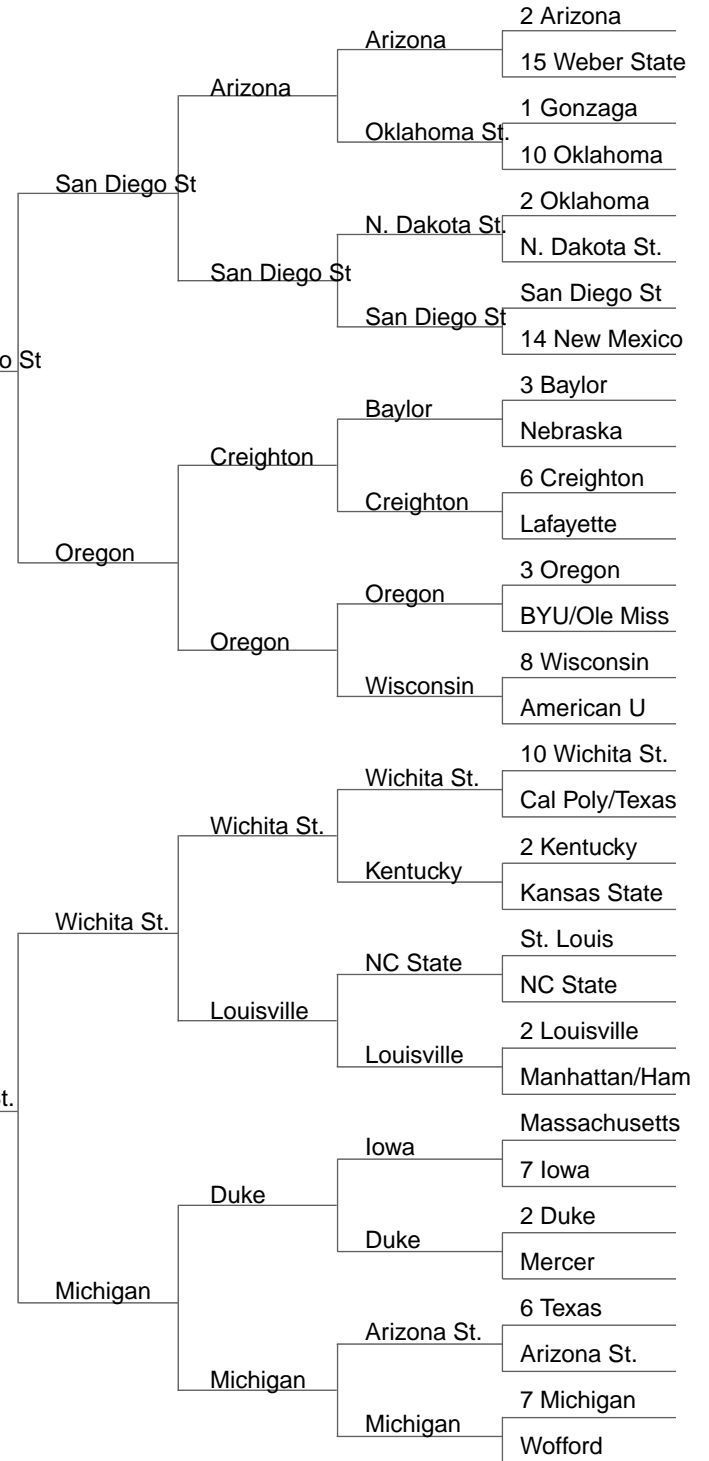 2 Arizona
Arizona
15 Weber State
Arizona
1 Gonzaga
Oklahoma St.
10 Oklahoma
San Diego St
2 Oklahoma
N. Dakota St.
N. Dakota St.
San Diego St
San Diego St
San Diego St
14 New Mexico
o St
3 Baylor
Baylor
Nebraska
Creighton
6 Creighton
Creighton
Lafayette
Oregon
3 Oregon
Oregon
BYU/Ole Miss
Oregon
8 Wisconsin
Wisconsin
American U
10 Wichita St.
Wichita St.
Cal Poly/Texas
Wichita St.
2 Kentucky
Kentucky
Kansas State
Wichita St.
St. Louis
NC State
NC State
Louisville
2 Louisville
Louisville
Manhattan/Ham
t.
Massachusetts
Iowa
7 Iowa
Duke
2 Duke
Duke
Mercer
Michigan
6 Texas
Arizona St.
Arizona St.
Michigan
7 Michigan
Michigan
Wofford